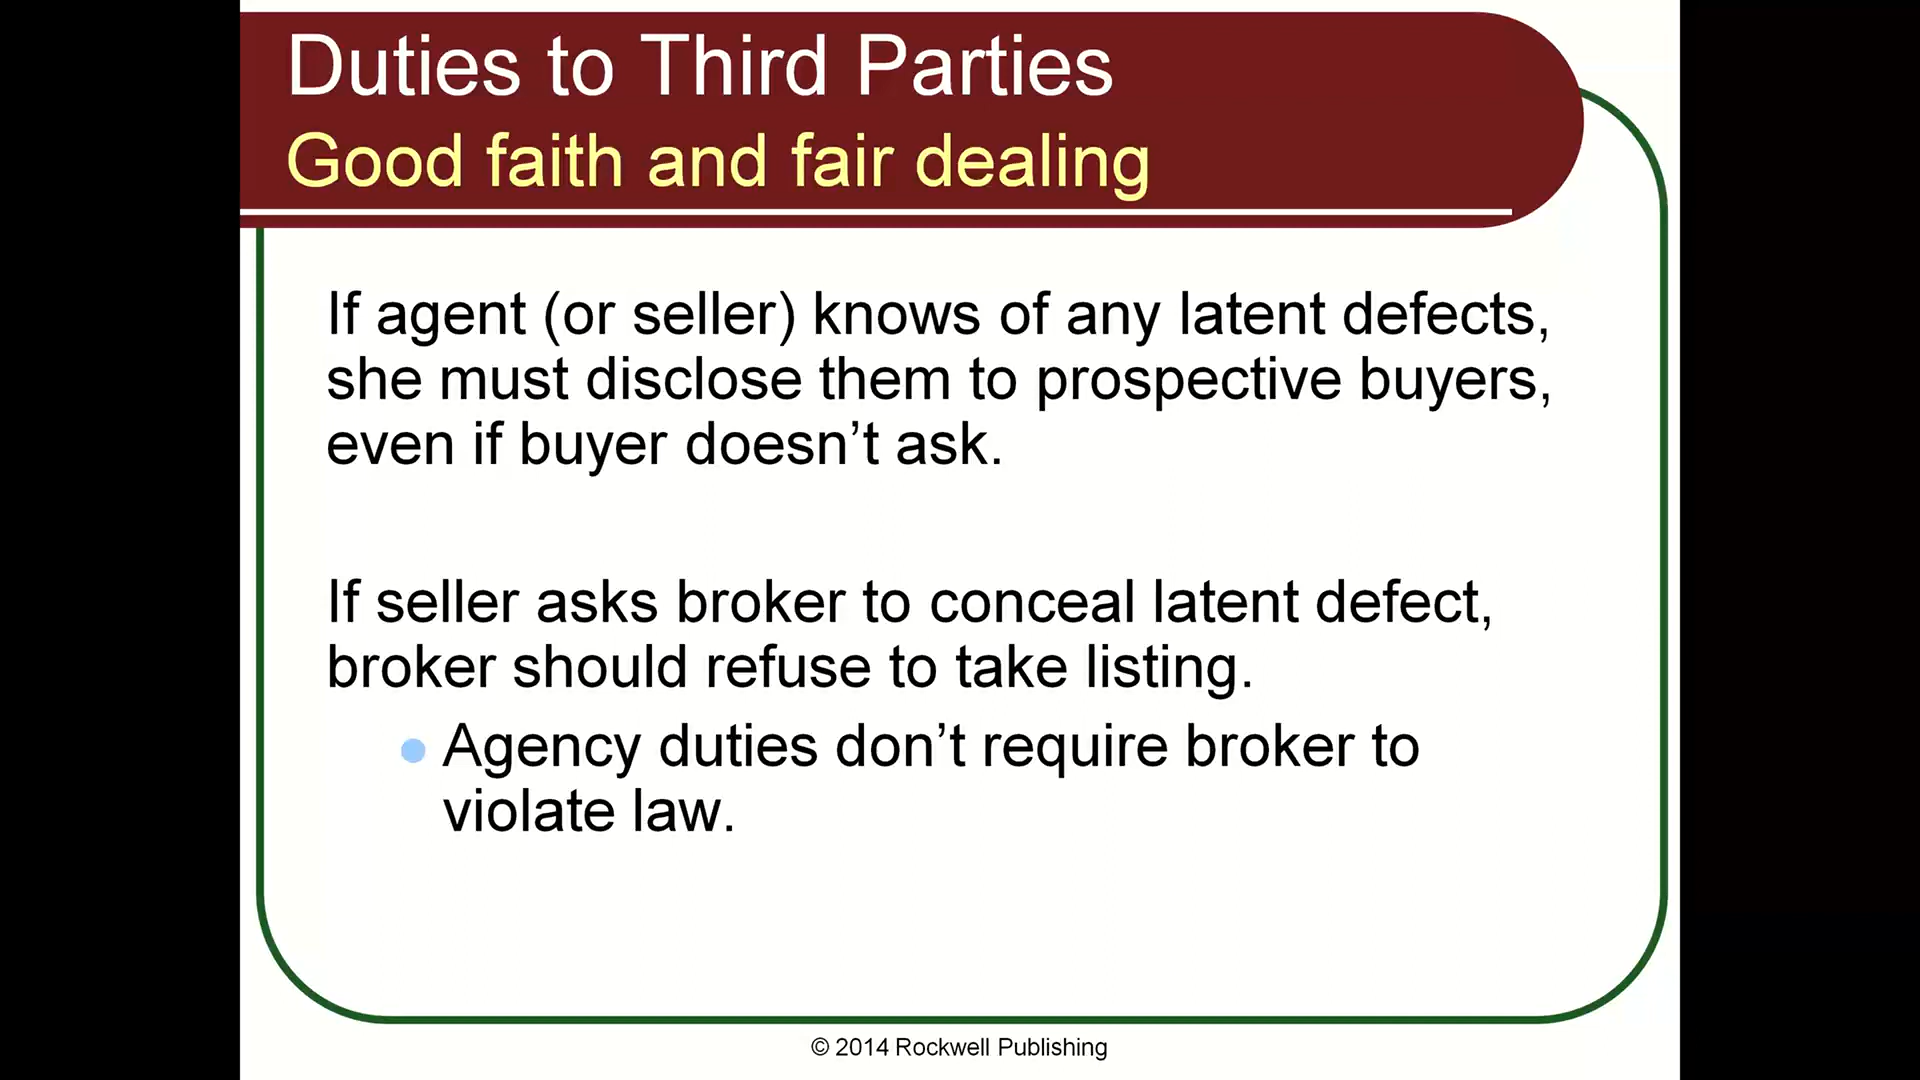 Duties to Third Parties
Good faith and fair dealing
If agent (or seller) knows of any latent defects,
she must disclose them to prospective buyers,
even if buyer doesn’t ask.
If seller asks broker to conceal latent defect,
broker should refuse to take listing.
Agency duties don’t require broker to
violate law.
© 2014 Rockwell Publishing